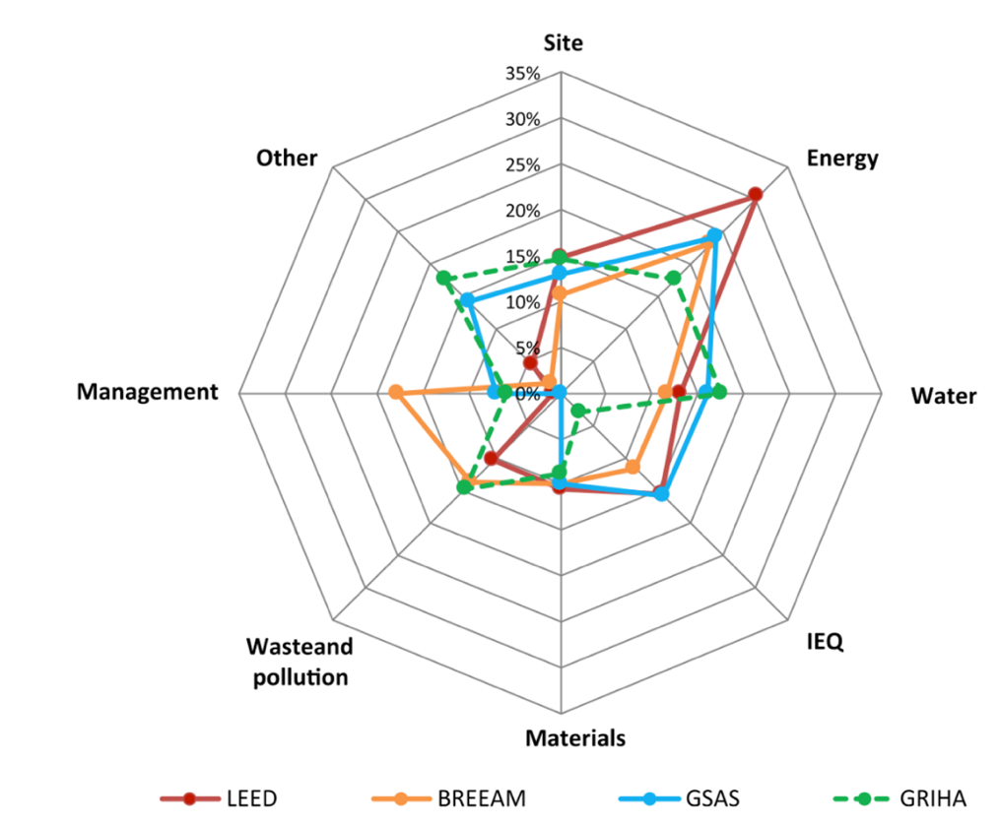 Site
35%
30%
Other
Energy
25%
20%
15%
10%
5%
Management
0%
Water
IEQ
Wasteand
pollution
Materials
LEED BREEAM GSAS GRIHA